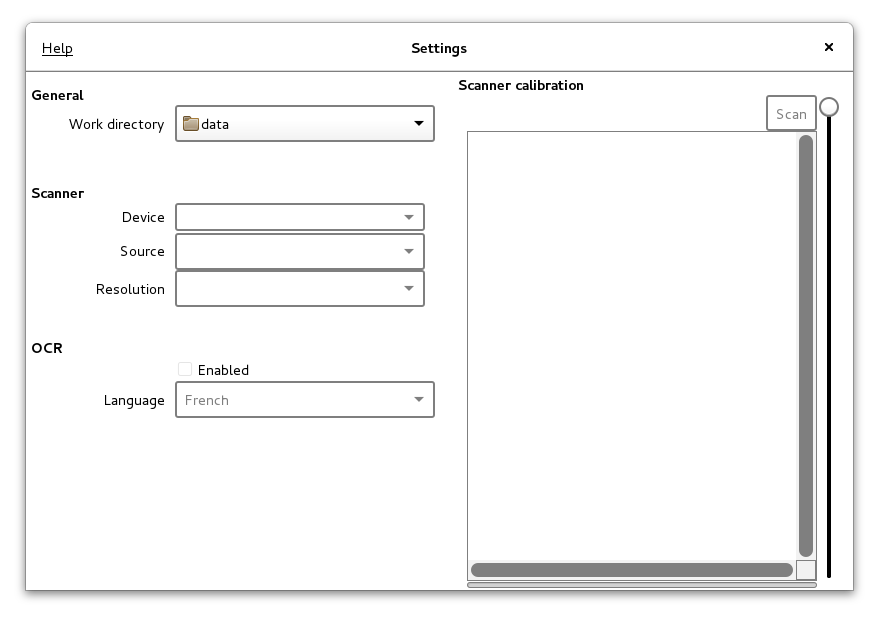 Help
Settings
General
Work directory
data
Scanner
Device
Source
Resolution
OCR
Enabled
Language
French
Scanner calibration
Scan